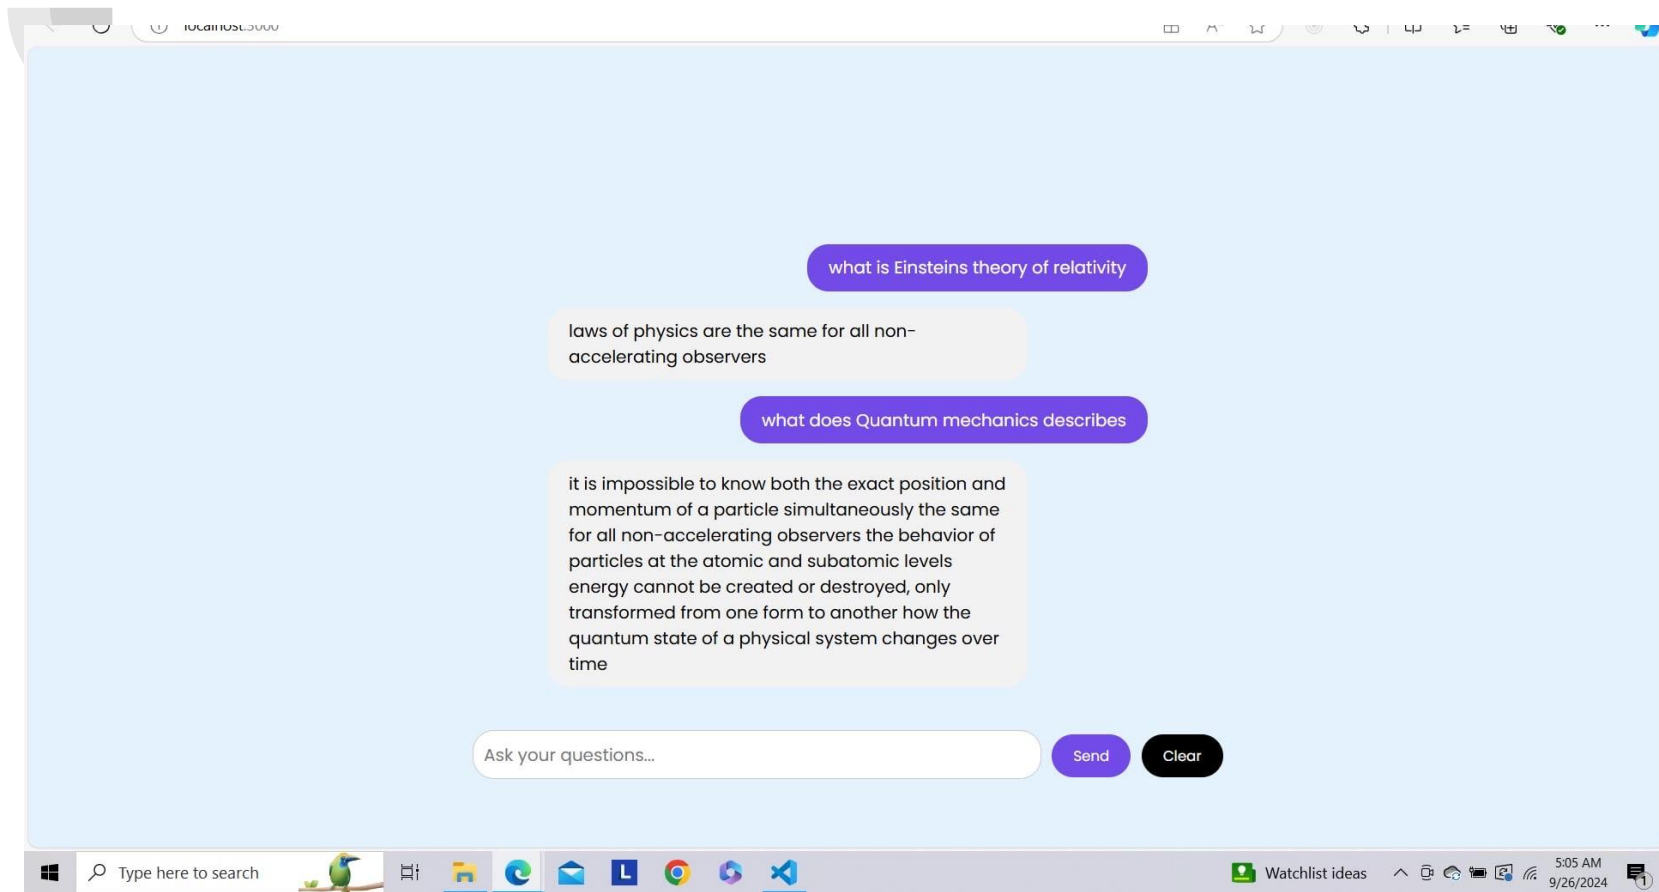 localhost:3000
what is Einsteins theory of relativity
laws of physics are the same for all non-
accelerating observers
what does Quantum mechanics describes
it is impossible to know both the exact position and
momentum of a particle simultaneously the same
for all non-accelerating observers the behavior of
particles at the atomic and subatomic levels
energy cannot be created or destroyed, only
transformed from one form to another how the
quantum state of a physical system changes over
time
Ask your questions...
Send
Clear
Type here to search
L
Watchlist ideas
5:05 AM
9/26/2024
1